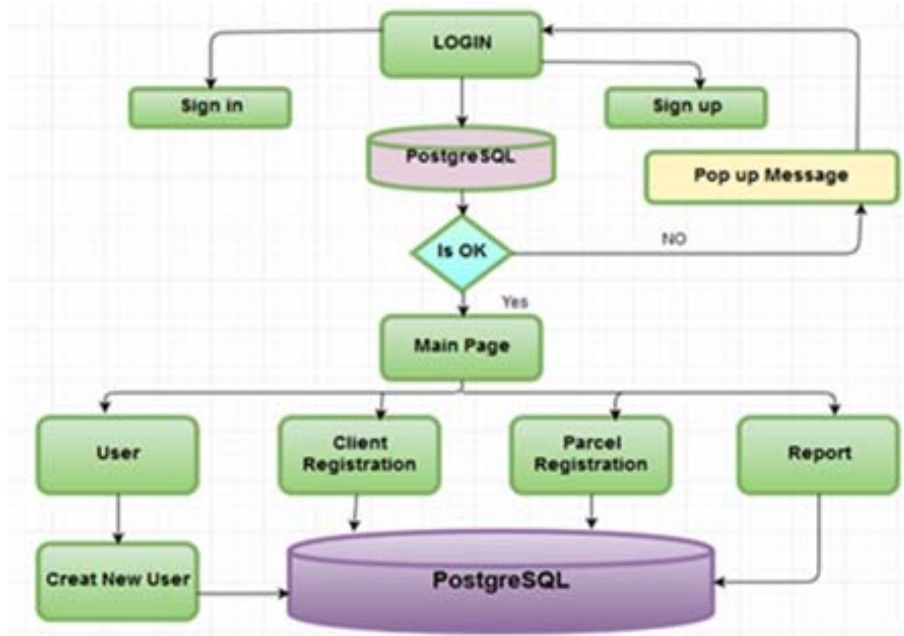 LOGIN
Sign in
Sign up
PostgreSQL
Pop up Message
Is OK
NO
Yes
Main Page
User
Client
Registration
Parcel
Registration
Report
Creat New User
PostgreSQL